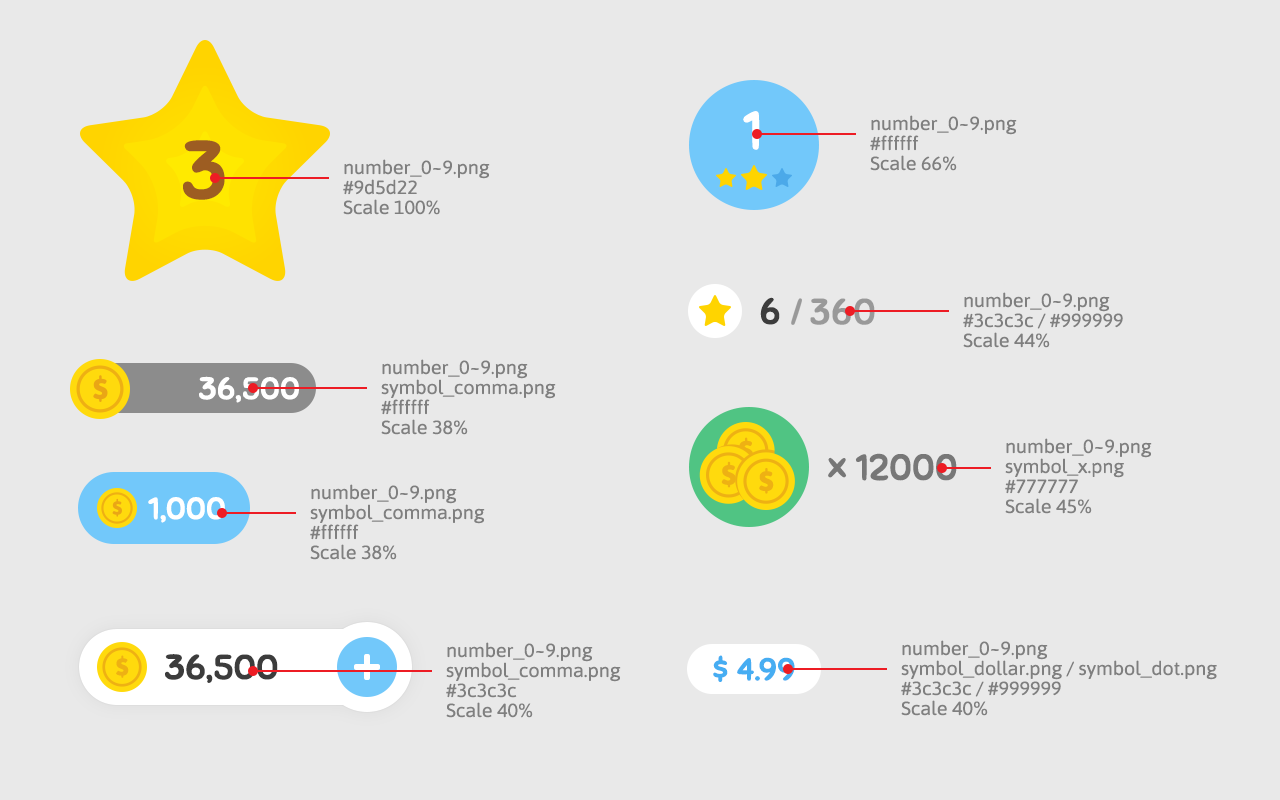 3
number_0~9.png
#9d5d22
Scale 100%
$
36,500
number_0~9.png
symbol_comma.png
#ffffff
Scale 38%
$
1,000
number_0~9.png
symbol_comma.png
#ffffff
Scale 38%
$
36,500
+
number_0~9.png
symbol_comma.png
#3c3c3c
Scale 40%
1
number_0~9.png
#ffffff
Scale 66%
6 / 360
number_0~9.png
#3c3c3c / #999999
Scale 44%
$
$
$
× 12000
number_0~9.png
symbol_x.png
#777777
Scale 45%
$ 4.99
number_0~9.png
symbol_dollar.png / symbol_dot.png
#3c3c3c / #999999
Scale 40%